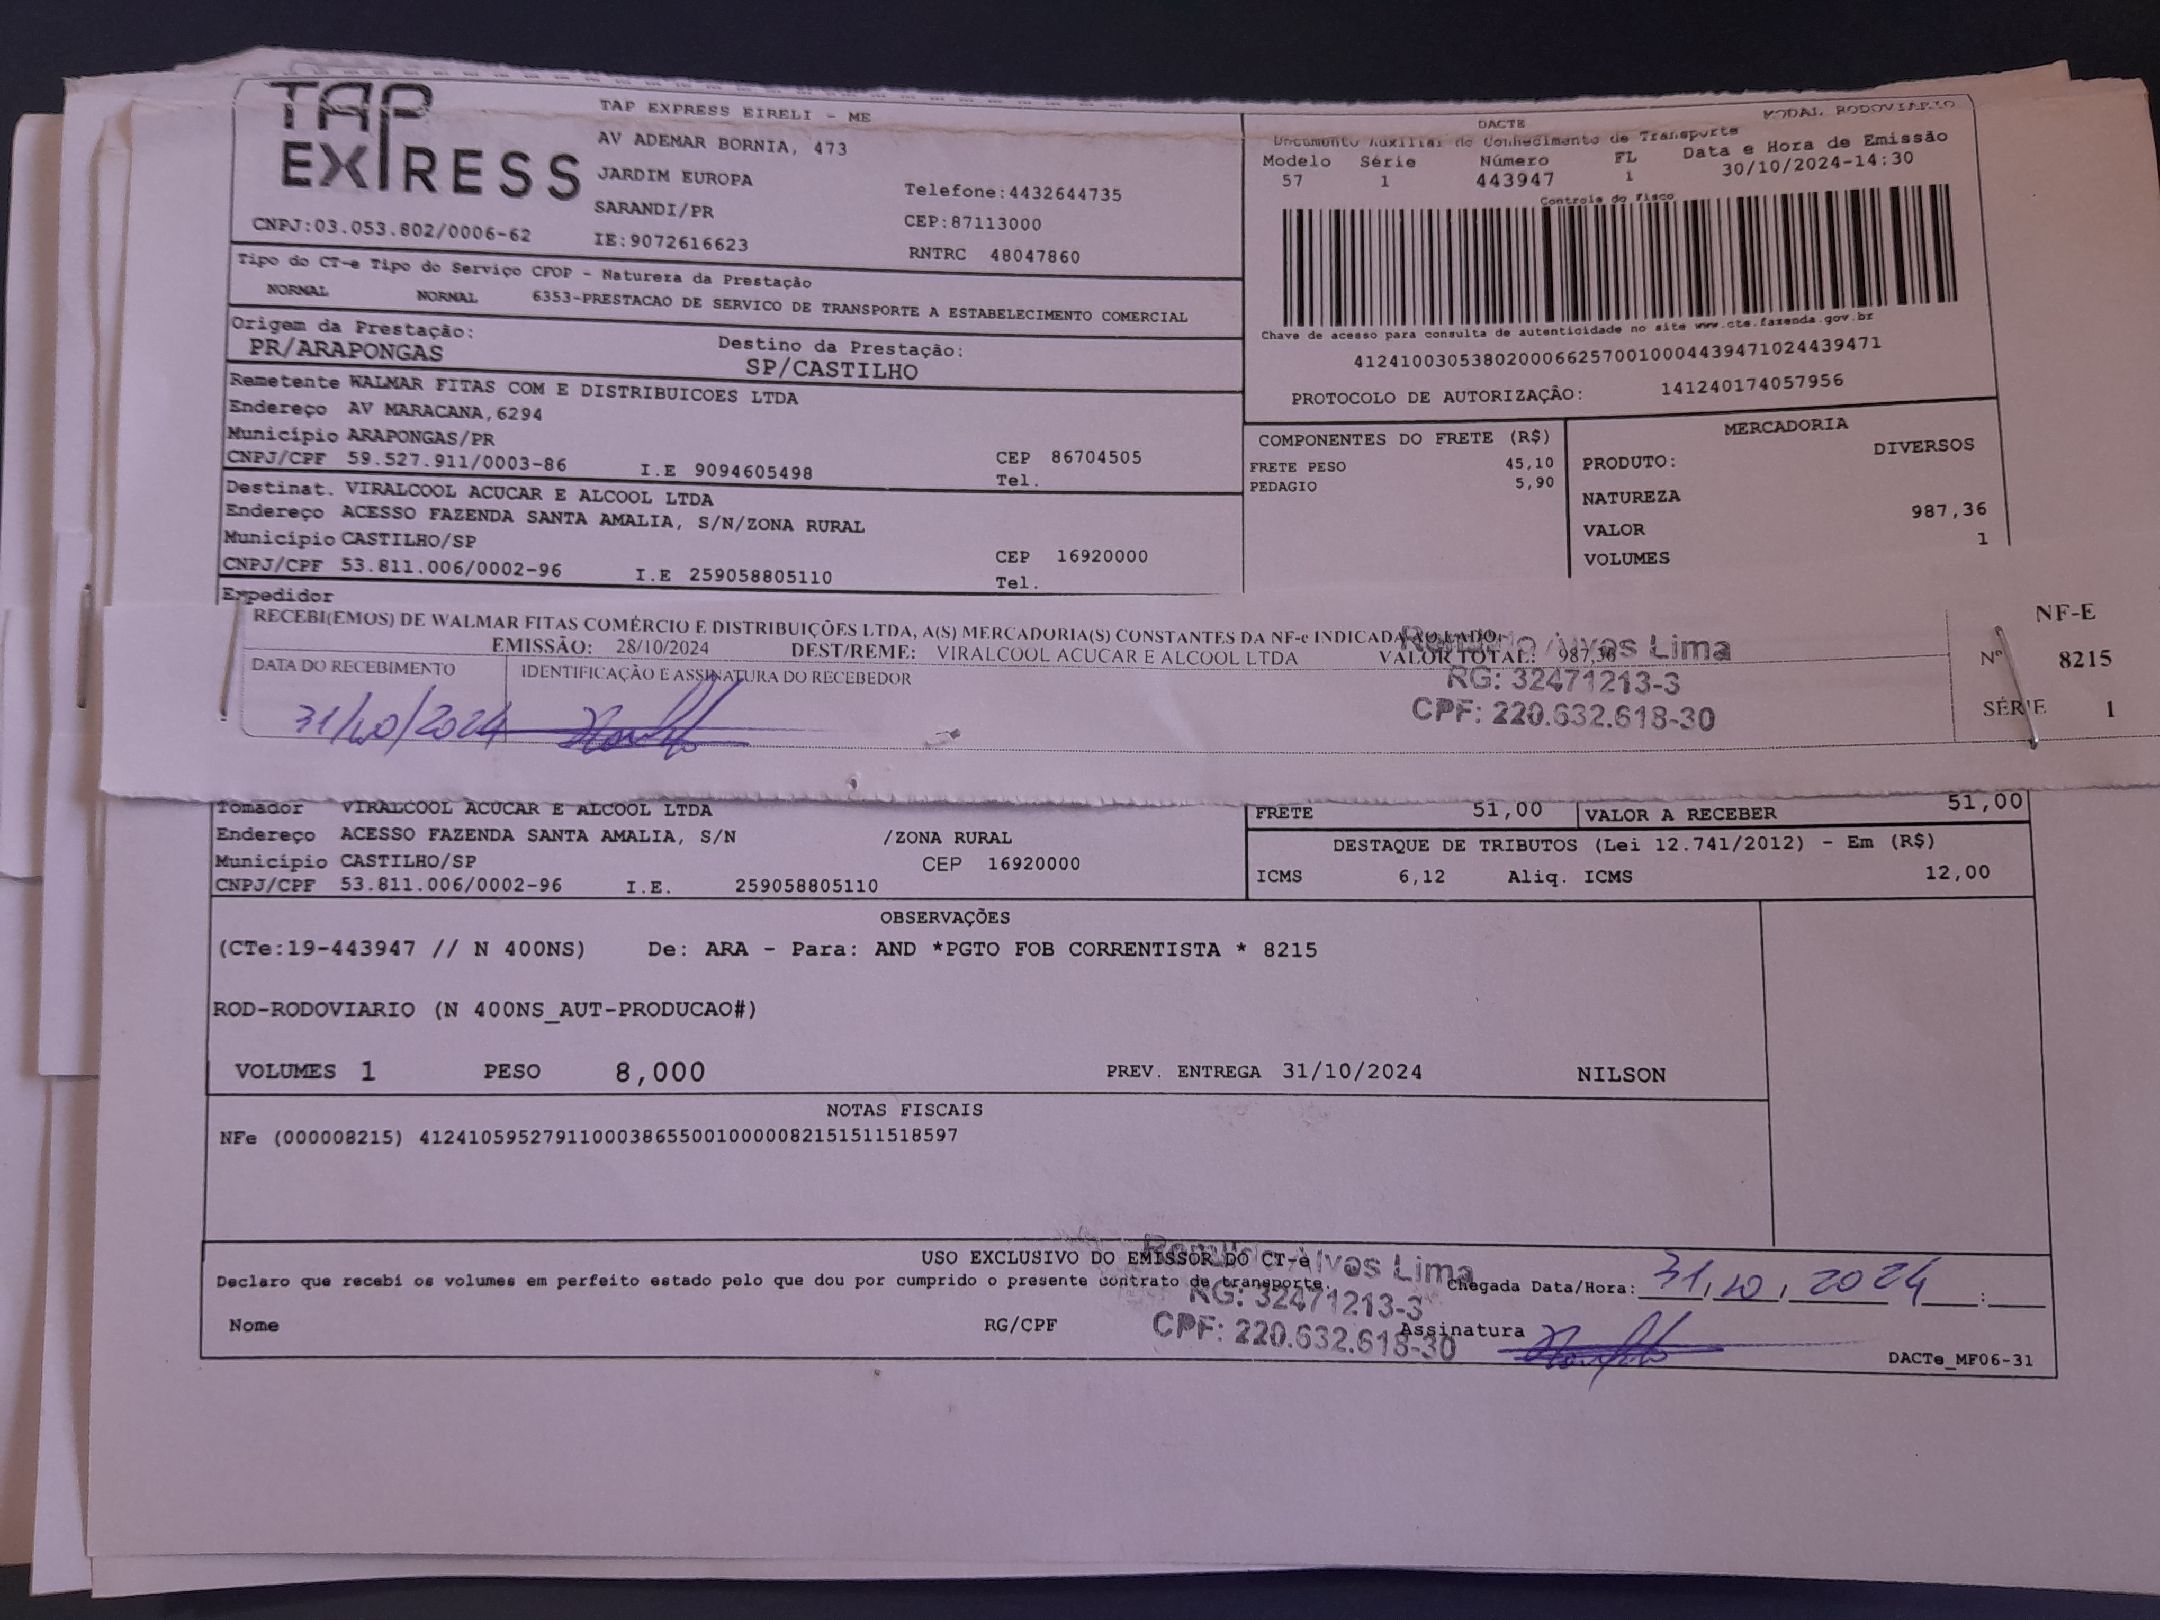 TAP
EXPRESS
TAP EXPRESS EIRELI - ME
AV ADEMAR BORNIA, 473
JARDIM EUROPA
SARANDI/PR
Telefone:4432644735
CEP:87113000
CNPJ:03.053.802/0006-62
IE:9072616623
RNTRC 48047860
Tipo do CT-e Tipo do Serviço CFOP - Natureza da Prestação
NORMAL NORMAL 6353-PRESTACAO DE SERVICO DE TRANSPORTE A ESTABELECIMENTO COMERCIAL
Origem da Prestação: Destino da Prestação:
PR/ARAPONGAS SP/CASTILHO
Remetente WALMAR FITAS COM E DISTRIBUICOES LTDA
Endereço AV MARACANA,6294
Município ARAPONGAS/PR CEP 86704505
CNPJ/CPF 59.527.911/0003-86 I.E 9094605498 Tel.
Destinat. VIRALCOOL ACUCAR E ALCOOL LTDA
Endereço ACESSO FAZENDA SANTA AMALIA, S/N/ZONA RURAL
Município CASTILHO/SP CEP 16920000
CNPJ/CPF 53.811.006/0002-96 I.E 259058805110 Tel.
Expedidor
DACTE MODAL RODOVIARIO
Documento Auxiliar do Conhecimento de Transporte
Modelo Série Número FL Data e Hora de Emissão
57 1 443947 1 30/10/2024-14:30
Controle do Fisco
Chave de acesso para consulta de autenticidade no site www.cte.fazenda.gov.br
41241003053802000662570010004439471024439471
PROTOCOLO DE AUTORIZAÇÃO: 141240174057956
COMPONENTES DO FRETE (R$)
FRETE PESO 45,10
PEDAGIO 5,90
MERCADORIA
PRODUTO: DIVERSOS
NATUREZA
VALOR 987,36
VOLUMES 1
RECEBI(EMOS) DE WALMAR FITAS COMÉRCIO E DISTRIBUIÇÕES LTDA, A(S) MERCADORIA(S) CONSTANTES DA NF-e INDICADA AO LADO.
EMISSÃO: 28/10/2024 DEST/REME: VIRALCOOL ACUCAR E ALCOOL LTDA VALOR TOTAL: 987,36
DATA DO RECEBIMENTO IDENTIFICAÇÃO E ASSINATURA DO RECEBEDOR
31/10/2024
Alves Lima
RG: 32471213-3
CPF: 220.632.618-30
NF-E
Nº 8215
SÉRIE 1
Tomador VIRALCOOL ACUCAR E ALCOOL LTDA
Endereço ACESSO FAZENDA SANTA AMALIA, S/N /ZONA RURAL
Município CASTILHO/SP CEP 16920000
CNPJ/CPF 53.811.006/0002-96 I.E. 259058805110
FRETE 51,00 VALOR A RECEBER 51,00
DESTAQUE DE TRIBUTOS (Lei 12.741/2012) - Em (R$)
ICMS 6,12 Aliq. ICMS 12,00
OBSERVAÇÕES
(CTe:19-443947 // N 400NS) De: ARA - Para: AND *PGTO FOB CORRENTISTA * 8215
ROD-RODOVIARIO (N 400NS_AUT-PRODUCAO#)
VOLUMES 1 PESO 8,000 PREV. ENTREGA 31/10/2024 NILSON
NOTAS FISCAIS
NFe (000008215) 41241059527911000386550010000082151511518597
USO EXCLUSIVO DO EMISSOR DO CT-e
Declaro que recebi os volumes em perfeito estado pelo que dou por cumprido o presente contrato de transporte.
Chegada Data/Hora: 31,10,2024 :
Alves Lima
RG: 32471213-3
CPF: 220.632.618-30
Nome RG/CPF Assinatura
DACTe_MF06-31